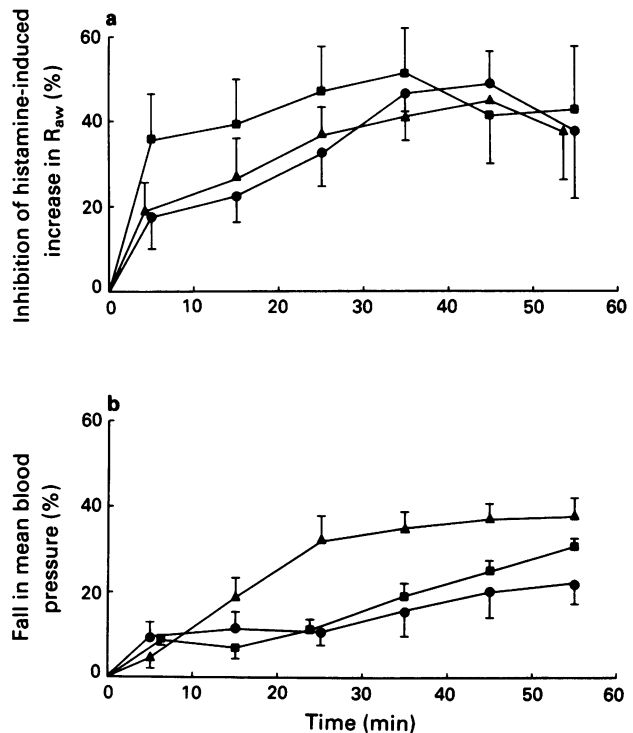 a
Inhibition of histamine-induced
increase in Raw (%)
60
40
20
0
0 10 20 30 40 50 60
b
Fall in mean blood
pressure (%)
60
40
20
0
0 10 20 30 40 50 60
Time (min)